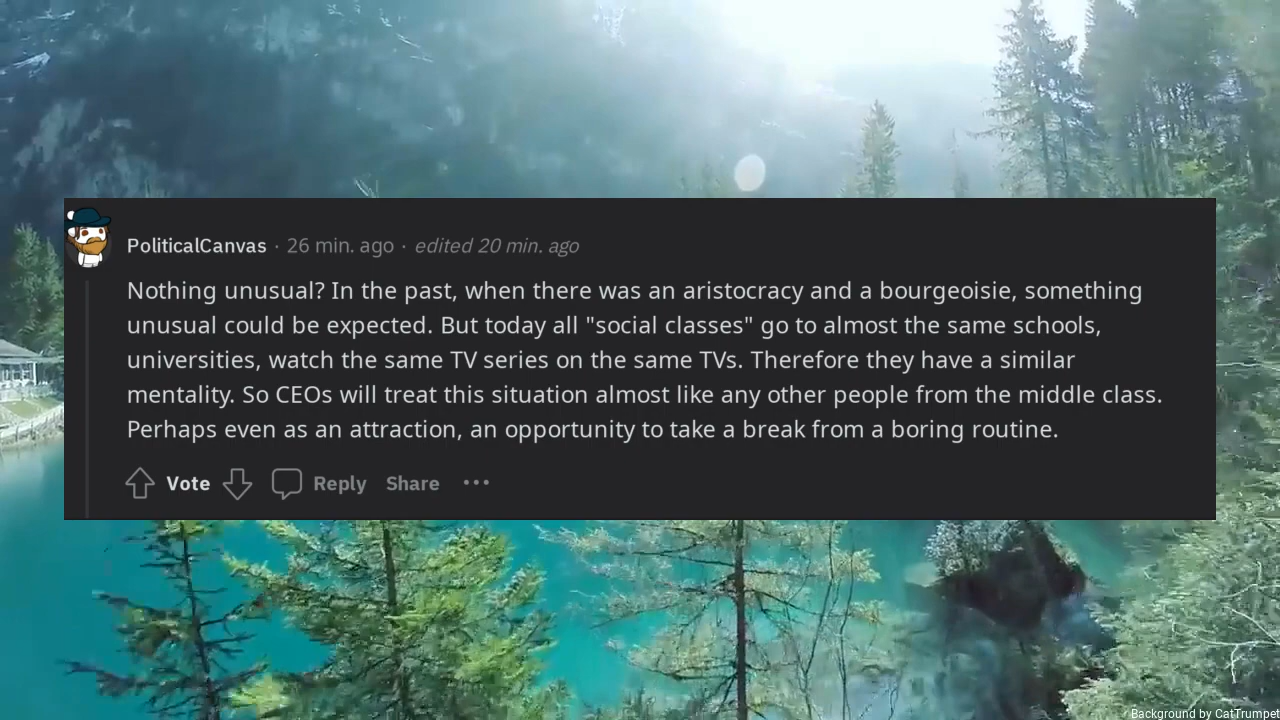 PoliticalCanvas · 26 min. ago · edited 20 min. ago
Nothing unusual? In the past, when there was an aristocracy and a bourgeoisie, something
unusual could be expected. But today all "social classes" go to almost the same schools,
universities, watch the same TV series on the same TVs. Therefore they have a similar
mentality. So CEOs will treat this situation almost like any other people from the middle class.
Perhaps even as an attraction, an opportunity to take a break from a boring routine.
Vote Reply Share ···
Background by CatTrumpet